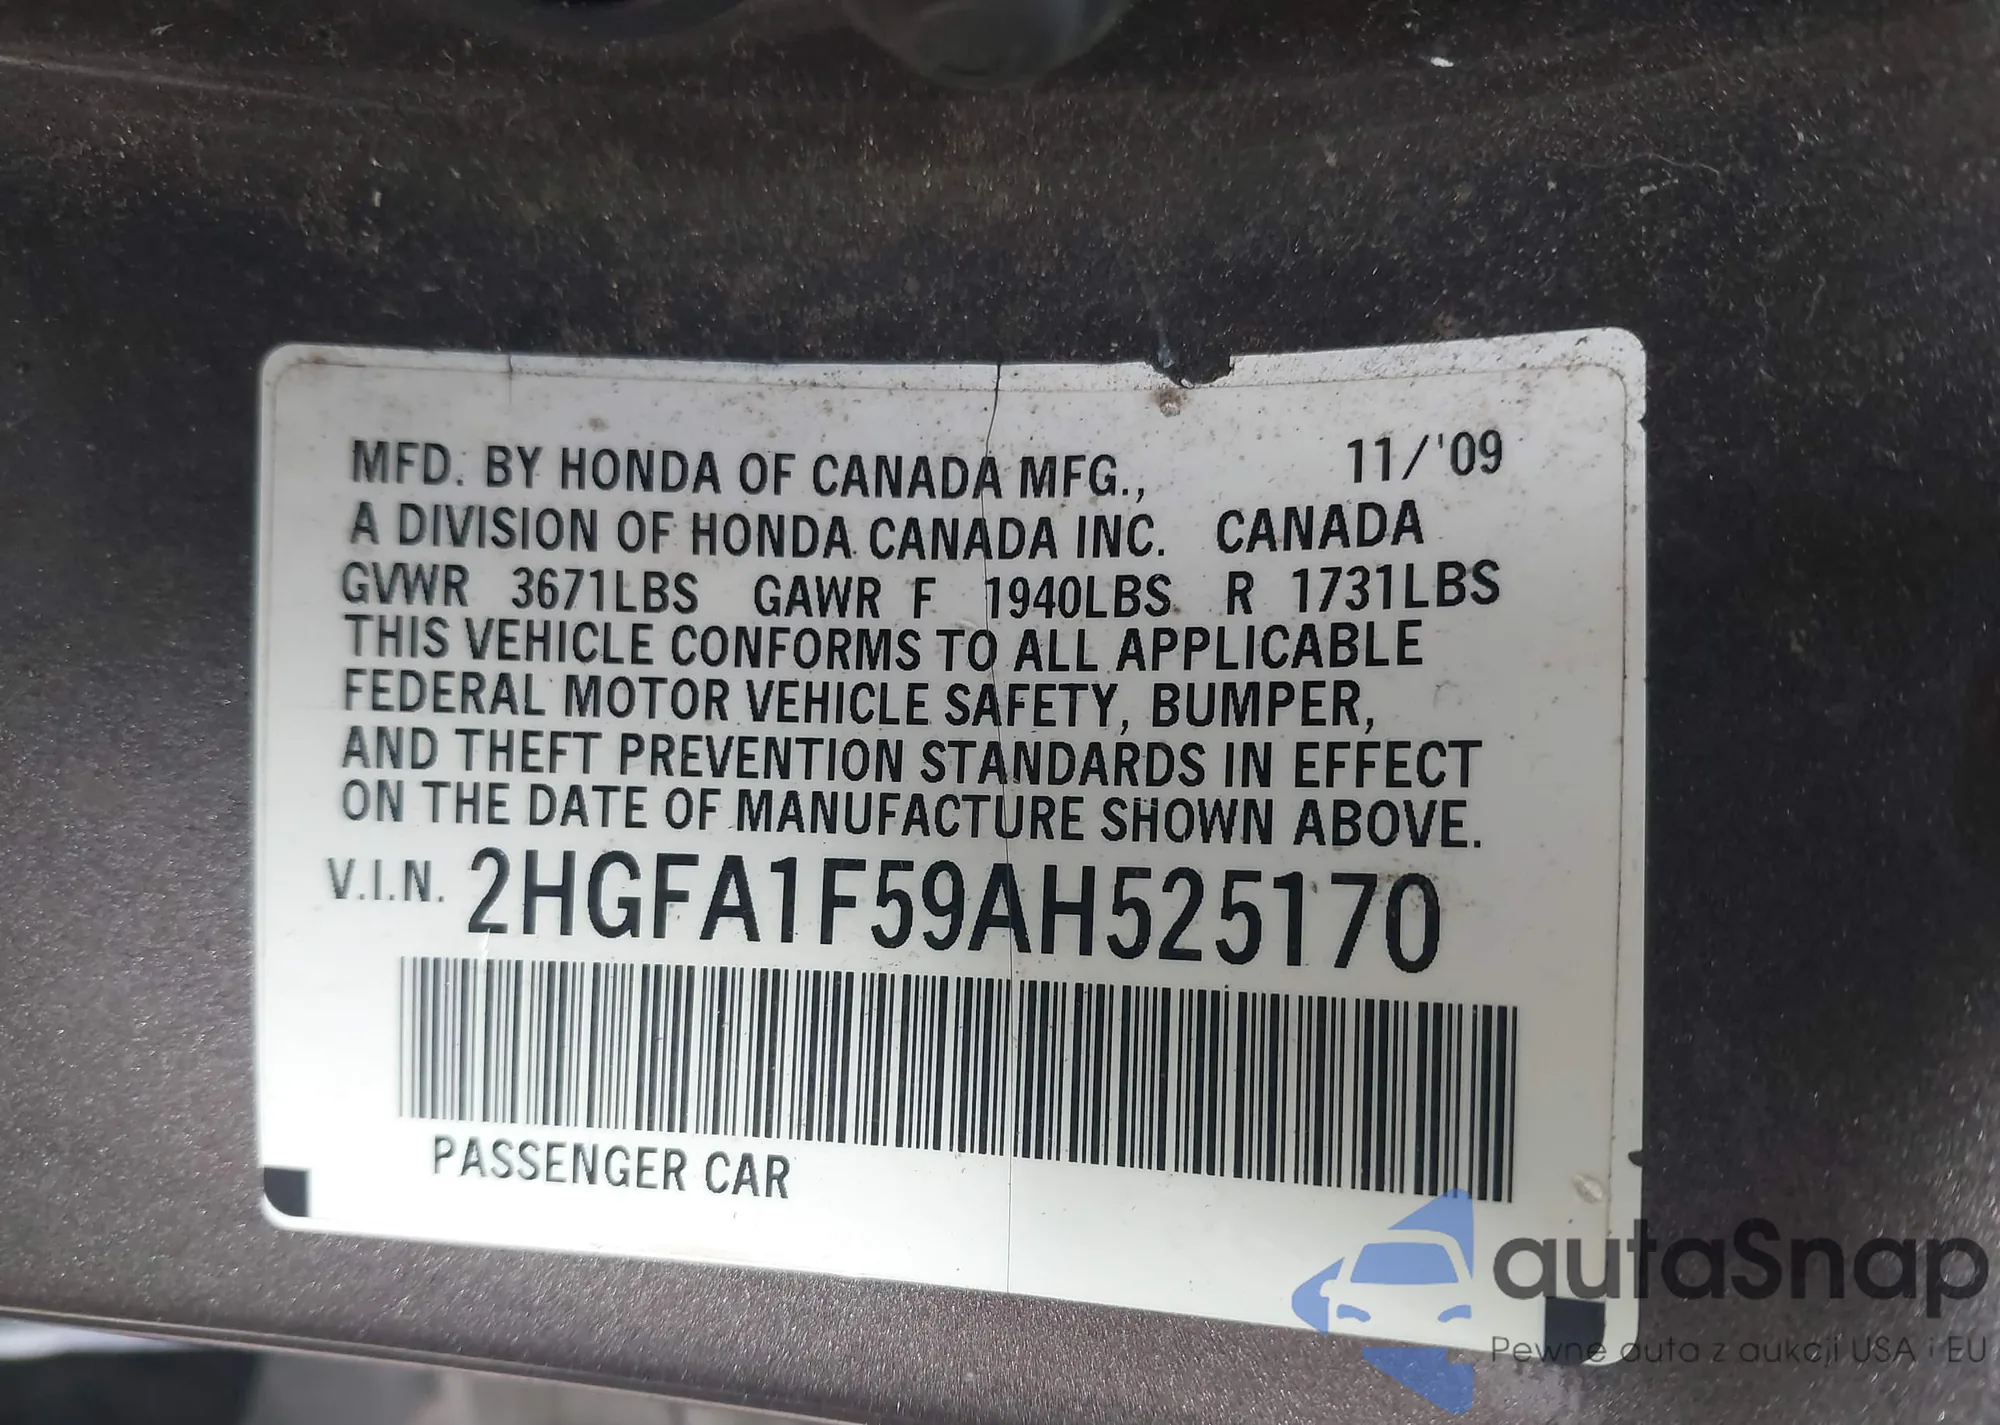 MFD. BY HONDA OF CANADA MFG., 11/'09
A DIVISION OF HONDA CANADA INC. CANADA
GVWR 3671LBS GAWR F 1940LBS R 1731LBS
THIS VEHICLE CONFORMS TO ALL APPLICABLE
FEDERAL MOTOR VEHICLE SAFETY, BUMPER,
AND THEFT PREVENTION STANDARDS IN EFFECT
ON THE DATE OF MANUFACTURE SHOWN ABOVE.
V.I.N. 2HGFA1F59AH525170
PASSENGER CAR
autaSnap
Pewne auta z aukcji USA i EU